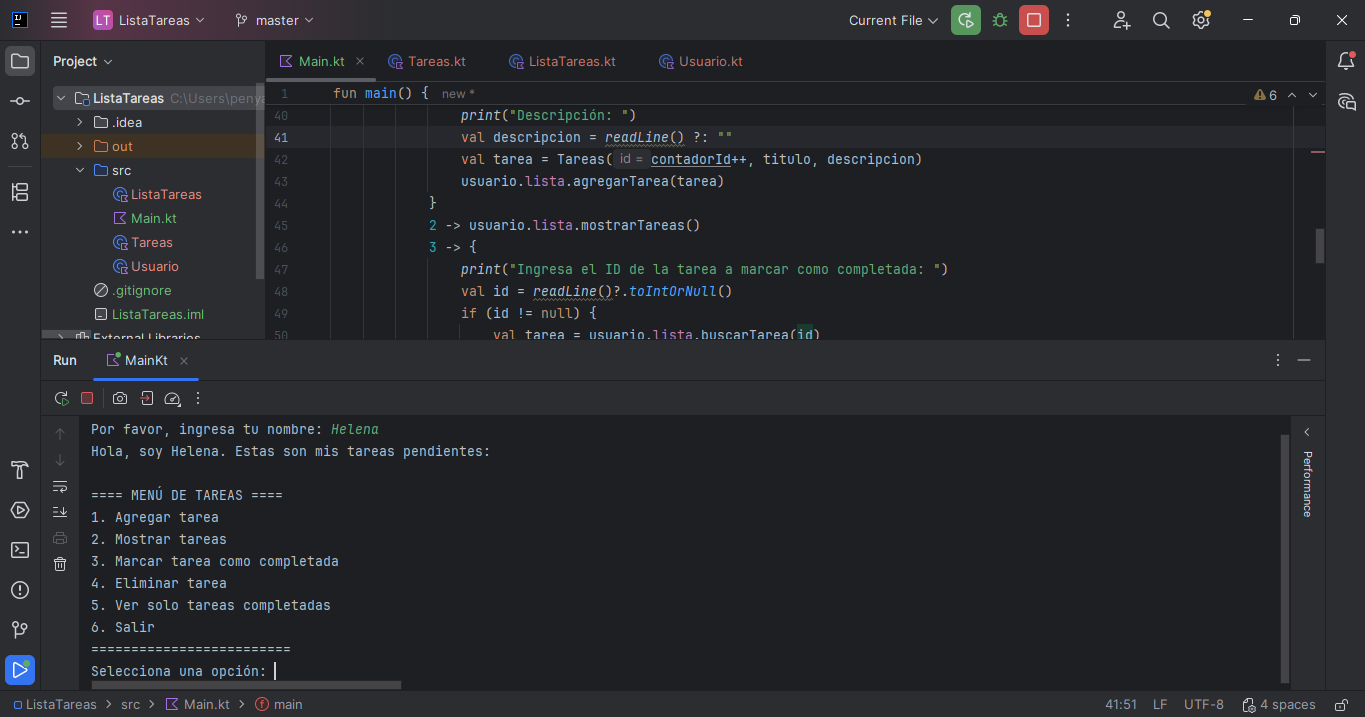 LT ListaTareas master Current File
Project
Main.kt Tareas.kt ListaTareas.kt Usuario.kt
ListaTareas C:\Users\penya
.idea
out
src
ListaTareas
Main.kt
Tareas
Usuario
.gitignore
ListaTareas.iml
External Libraries
1 fun main() { new *
6
40 print("Descripción: ")
41 val descripcion = readLine() ?: ""
42 val tarea = Tareas( id = contadorId++, titulo, descripcion)
43 usuario.lista.agregarTarea(tarea)
44 }
45 2 -> usuario.lista.mostrarTareas()
46 3 -> {
47 print("Ingresa el ID de la tarea a marcar como completada: ")
48 val id = readLine()?.toIntOrNull()
49 if (id != null) {
50 val tarea = usuario.lista.buscarTarea(id)
Run MainKt
Por favor, ingresa tu nombre: Helena
Hola, soy Helena. Estas son mis tareas pendientes:
==== MENÚ DE TAREAS ====
1. Agregar tarea
2. Mostrar tareas
3. Marcar tarea como completada
4. Eliminar tarea
5. Ver solo tareas completadas
6. Salir
=========================
Selecciona una opción:
Performance
ListaTareas > src > Main.kt > main 41:51 LF UTF-8 4 spaces